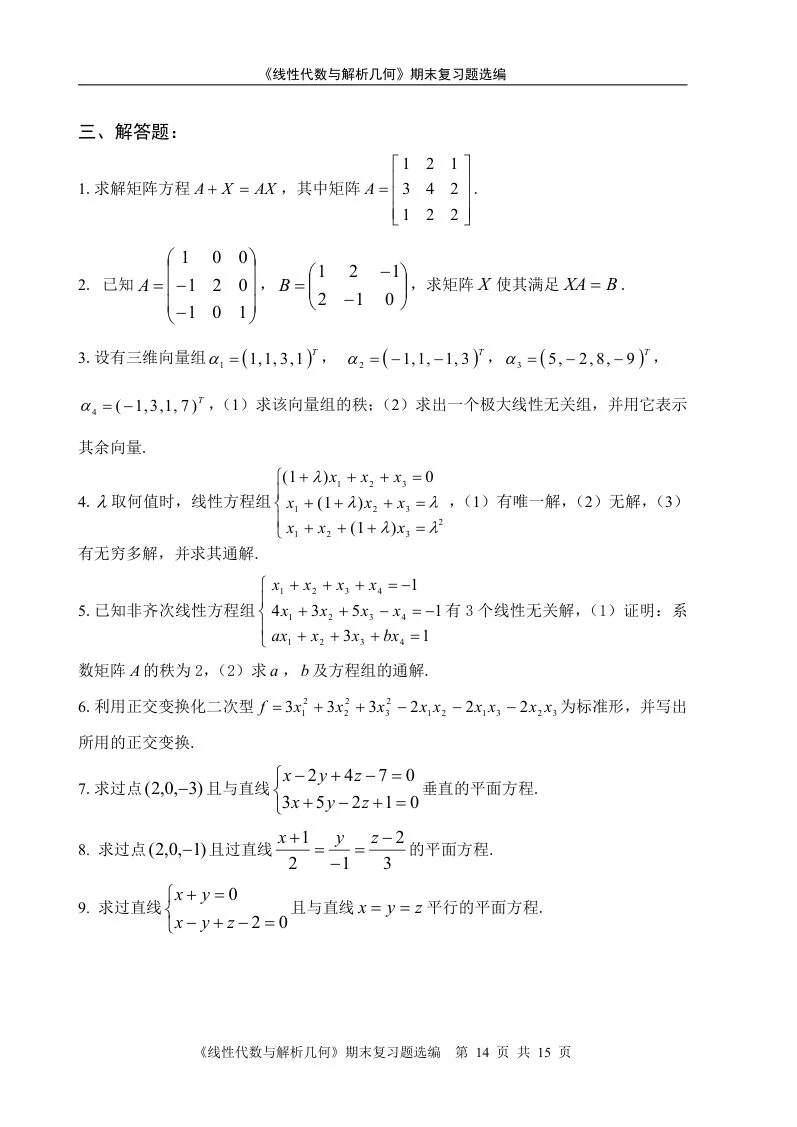 《线性代数与解析几何》期末复习题选编
三、解答题：
1. 求解矩阵方程 A + X = AX ，其中矩阵 A = [1 2 1; 3 4 2; 1 2 2] .
2. 已知 A = (1 0 0; −1 2 0; −1 0 1) ， B = (1 2 −1; 2 −1 0) ，求矩阵 X 使其满足 XA = B .
3. 设有三维向量组 α₁ = (1,1,3,1)ᵀ ， α₂ = (−1,1,−1,3)ᵀ ，α₃ = (5,−2,8,−9)ᵀ ，
α₄ = (−1,3,1,7)ᵀ ，（1）求该向量组的秩；（2）求出一个极大线性无关组，并用它表示
其余向量.
4. λ 取何值时，线性方程组 { (1+λ)x₁ + x₂ + x₃ = 0; x₁ + (1+λ)x₂ + x₃ = λ; x₁ + x₂ + (1+λ)x₃ = λ² ，（1）有唯一解，（2）无解，（3）
有无穷多解，并求其通解.
5. 已知非齐次线性方程组 { x₁ + x₂ + x₃ + x₄ = −1; 4x₁ + 3x₂ + 5x₃ − x₄ = −1; ax₁ + x₂ + 3x₃ + bx₄ = 1 有 3 个线性无关解，（1）证明：系
数矩阵 A 的秩为 2，（2）求 a ， b 及方程组的通解.
6. 利用正交变换化二次型 f = 3x₁² + 3x₂² + 3x₃² − 2x₁x₂ − 2x₁x₃ − 2x₂x₃ 为标准形，并写出
所用的正交变换.
7. 求过点 (2,0,−3) 且与直线 { x − 2y + 4z − 7 = 0; 3x + 5y − 2z + 1 = 0 垂直的平面方程.
8. 求过点 (2,0,−1) 且过直线 (x+1)/2 = y/−1 = (z−2)/3 的平面方程.
9. 求过直线 { x + y = 0; x − y + z − 2 = 0 且与直线 x = y = z 平行的平面方程.
《线性代数与解析几何》期末复习题选编 第 14 页 共 15 页